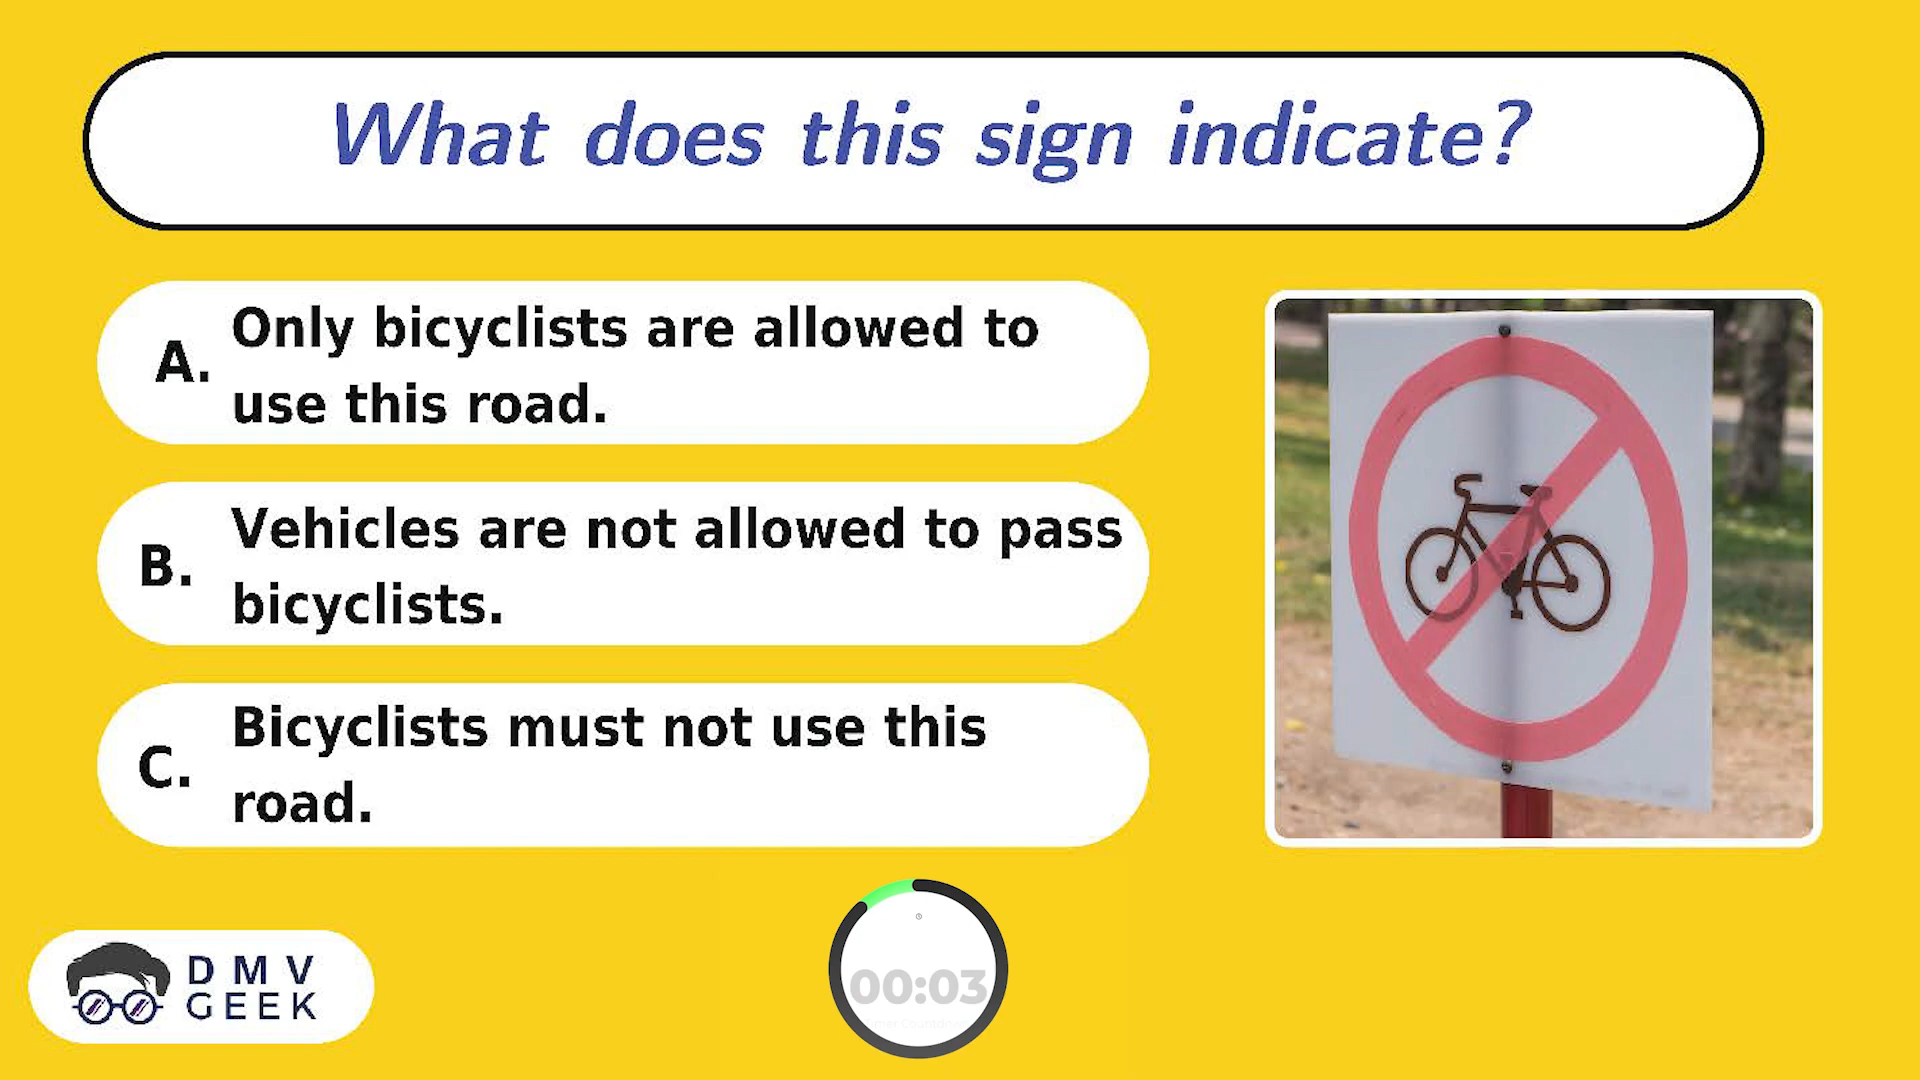 What does this sign indicate?
A. Only bicyclists are allowed to
use this road.
B. Vehicles are not allowed to pass
bicyclists.
C. Bicyclists must not use this
road.
DMV
GEEK
00:03